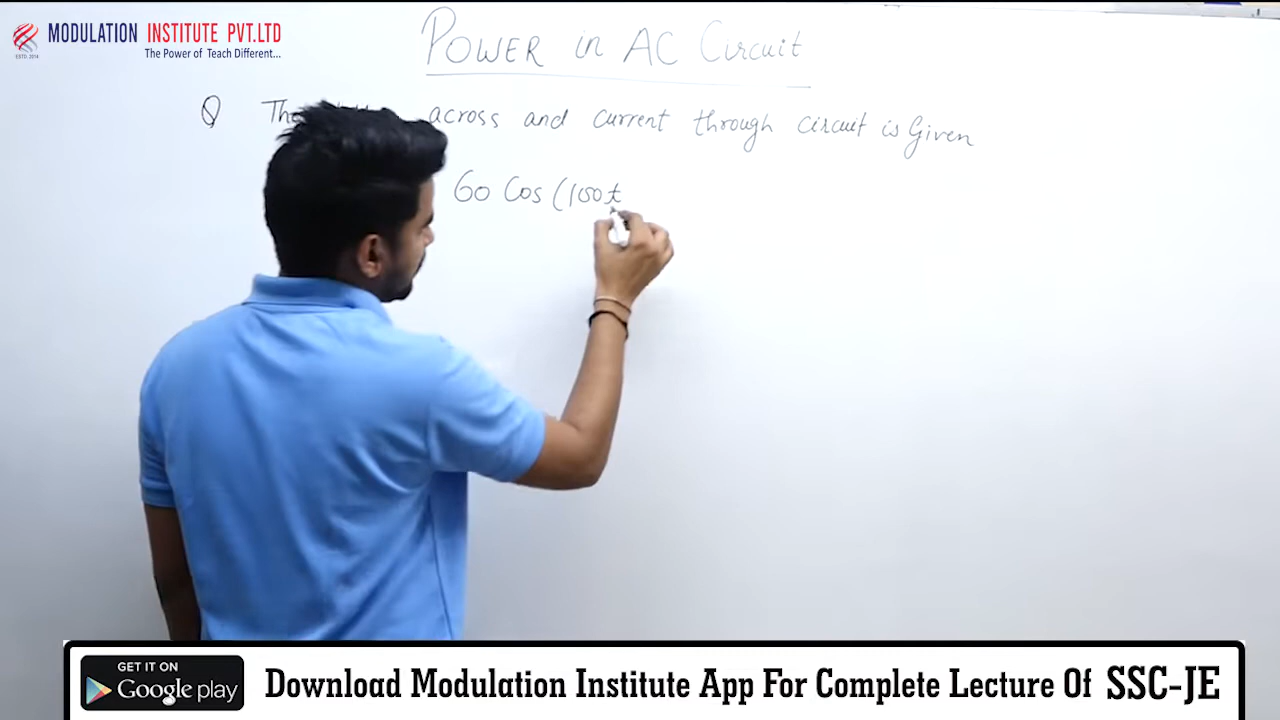 MODULATION INSTITUTE PVT.LTD
The Power of Teach Different...
ESTD. 2014
POWER in AC Circuit
Q Th across and current through circuit is Given
60 Cos (100t
GET IT ON
Google play
Download Modulation Institute App For Complete Lecture Of SSC-JE